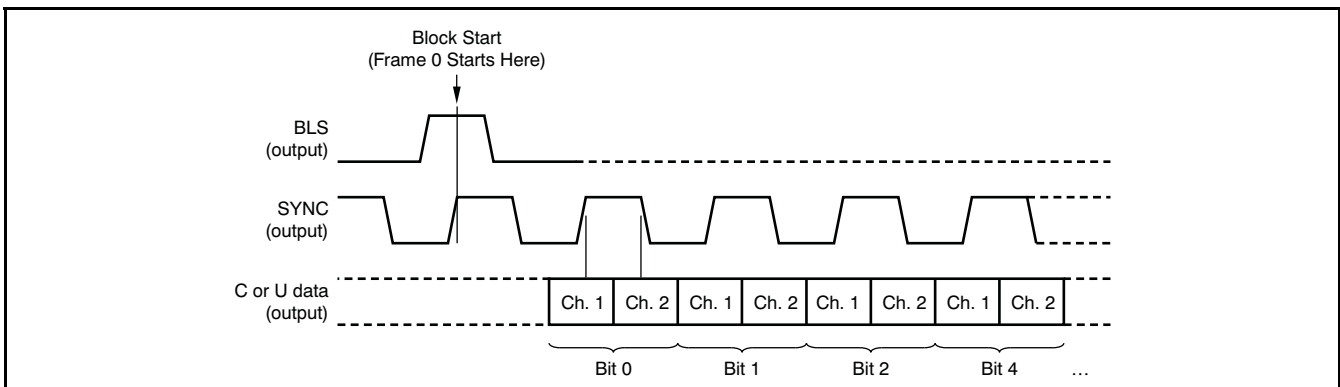 Block Start
(Frame 0 Starts Here)
BLS
(output)
SYNC
(output)
C or U data
(output)
Ch. 1 Ch. 2 Ch. 1 Ch. 2 Ch. 1 Ch. 2 Ch. 1 Ch. 2
Bit 0 Bit 1 Bit 2 Bit 4 ...